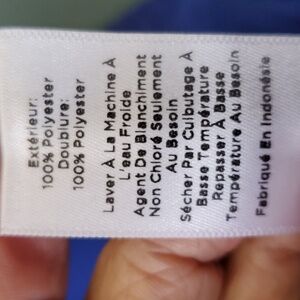 Extérieur:
100% Polyester
Doublure:
100% Polyester
Laver À La Machine À
L'eau Froide
Agent De Blanchiment
Non Chloré Seulement
Au Besoin
Sécher Par Culbutage À
Basse Température
Repasser À Basse
Température Au Besoin
Fabriqué En Indonésie